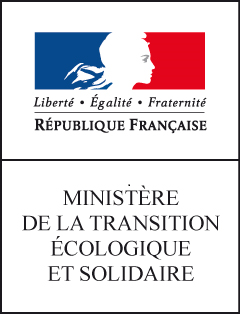 Liberté • Égalité • Fraternité
RÉPUBLIQUE FRANÇAISE
MINISTÈRE
DE LA TRANSITION
ÉCOLOGIQUE
ET SOLIDAIRE